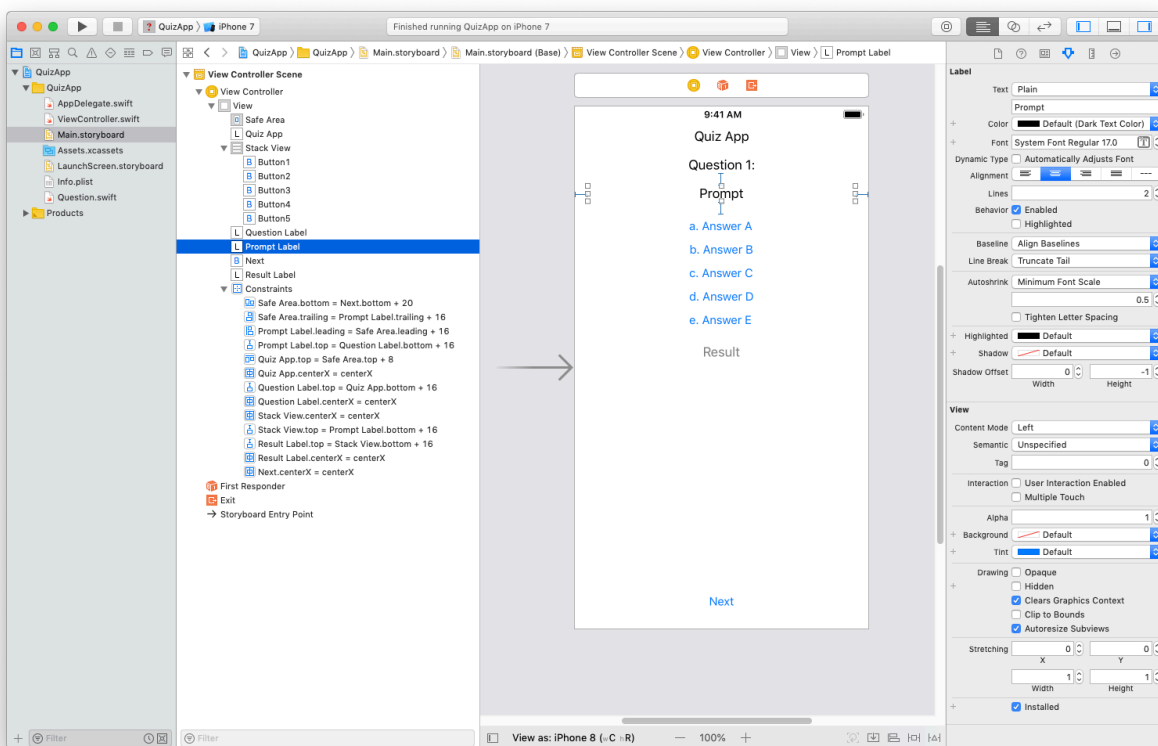 QuizApp iPhone 7
Finished running QuizApp on iPhone 7
QuizApp QuizApp Main.storyboard Main.storyboard (Base) View Controller Scene View Controller View L Prompt Label
QuizApp
QuizApp
AppDelegate.swift
ViewController.swift
Main.storyboard
Assets.xcassets
LaunchScreen.storyboard
Info.plist
Question.swift
Products
Filter
View Controller Scene
View Controller
View
Safe Area
L Quiz App
Stack View
B Button1
B Button2
B Button3
B Button4
B Button5
L Question Label
L Prompt Label
B Next
L Result Label
Constraints
Safe Area.bottom = Next.bottom + 20
Safe Area.trailing = Prompt Label.trailing + 16
Prompt Label.leading = Safe Area.leading + 16
Prompt Label.top = Question Label.bottom + 16
Quiz App.top = Safe Area.top + 8
Quiz App.centerX = centerX
Question Label.top = Quiz App.bottom + 16
Question Label.centerX = centerX
Stack View.centerX = centerX
Stack View.top = Prompt Label.bottom + 16
Result Label.top = Stack View.bottom + 16
Result Label.centerX = centerX
Next.centerX = centerX
First Responder
Exit
Storyboard Entry Point
Filter
9:41 AM
Quiz App
Question 1:
Prompt
a. Answer A
b. Answer B
c. Answer C
d. Answer D
e. Answer E
Result
Next
View as: iPhone 8 (wC hR)
100%
Label
Text Plain
Prompt
Color Default (Dark Text Color)
Font System Font Regular 17.0
Dynamic Type Automatically Adjusts Font
Alignment
Lines 2
Behavior Enabled
Highlighted
Baseline Align Baselines
Line Break Truncate Tail
Autoshrink Minimum Font Scale
0.5
Tighten Letter Spacing
Highlighted Default
Shadow Default
Shadow Offset 0 -1
Width Height
View
Content Mode Left
Semantic Unspecified
Tag 0
Interaction User Interaction Enabled
Multiple Touch
Alpha 1
Background Default
Tint Default
Drawing Opaque
Hidden
Clears Graphics Context
Clip to Bounds
Autoresize Subviews
Stretching 0 0
X Y
1 1
Width Height
Installed